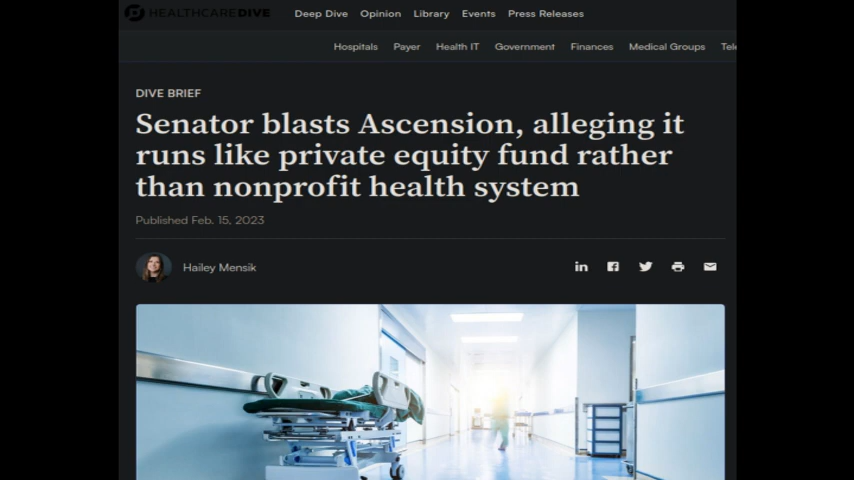 HEALTHCAREDIVE
Deep Dive Opinion Library Events Press Releases
Hospitals Payer Health IT Government Finances Medical Groups Tele
DIVE BRIEF
Senator blasts Ascension, alleging it
runs like private equity fund rather
than nonprofit health system
Published Feb. 15, 2023
Hailey Mensik
in